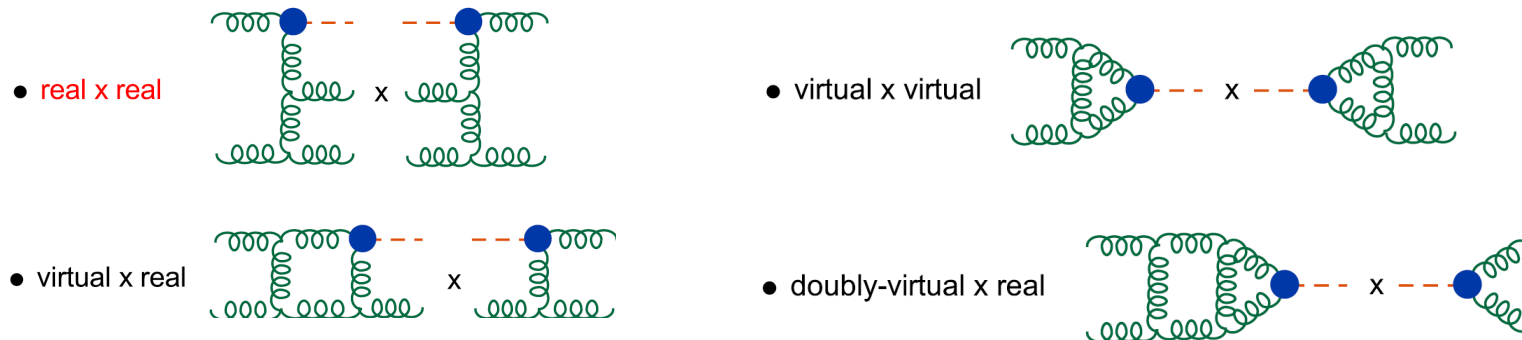 ● real x real
x
● virtual x virtual
x
● virtual x real
x
● doubly-virtual x real
x